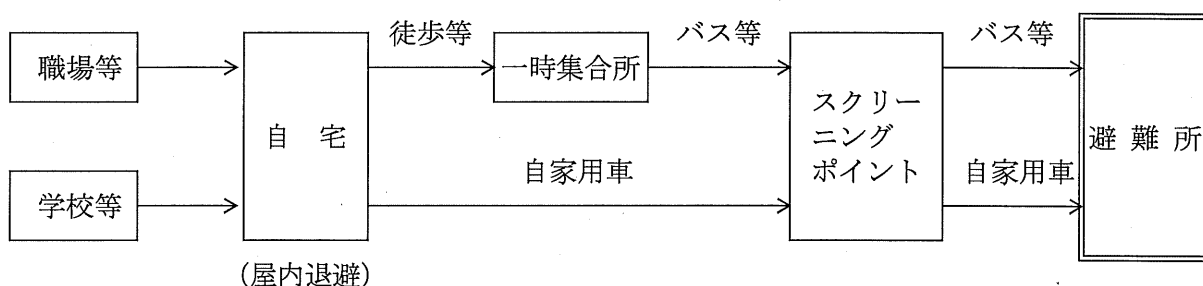 徒歩等
バス等
バス等
職場等
一時集合所
自 宅
スクリー
ニング
ポイント
避難所
自家用車
自家用車
学校等
(屋内退避)